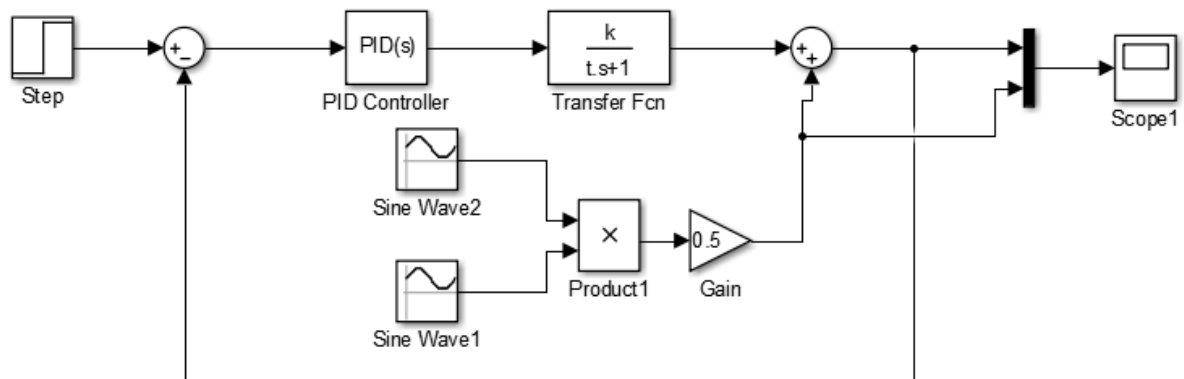 Step
+
−
PID(s)
PID Controller
k
t.s+1
Transfer Fcn
+
+
Scope1
Sine Wave2
×
Product1
0.5
Gain
Sine Wave1